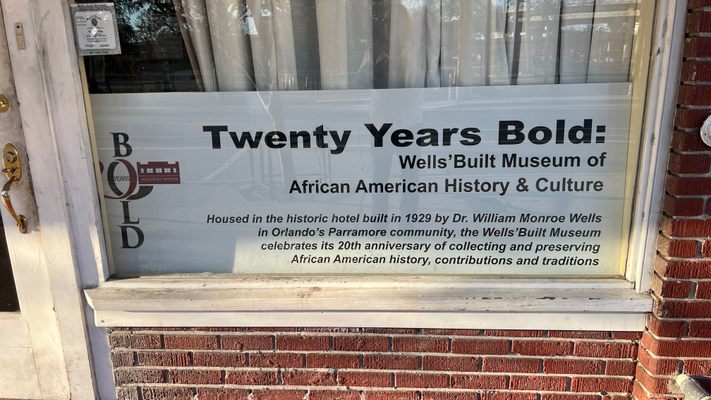 Twenty Years Bold:
Wells'Built Museum of
African American History & Culture
Housed in the historic hotel built in 1929 by Dr. William Monroe Wells
in Orlando's Parramore community, the Wells'Built Museum
celebrates its 20th anniversary of collecting and preserving
African American history, contributions and traditions
BOLD
YEARS